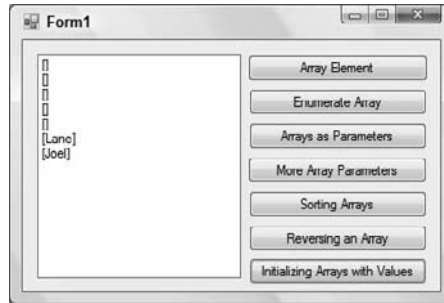 Form1
[]
[]
[]
[]
[]
[Lane]
[Joel]
Array Element
Enumerate Array
Arrays as Parameters
More Array Parameters
Sorting Arrays
Reversing an Array
Initializing Arrays with Values